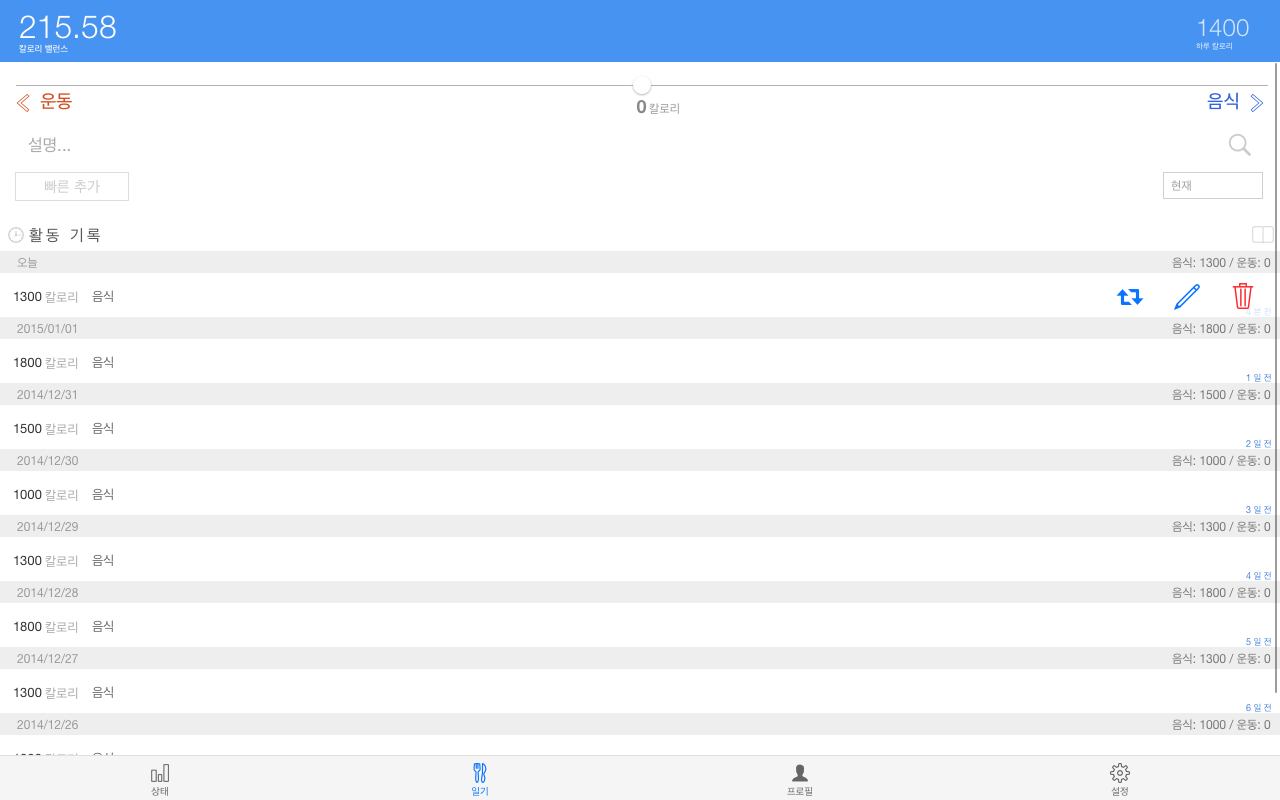 215.58
칼로리 밸런스
1400
하루 칼로리
운동
0 칼로리
음식
설명...
빠른 추가
현재
활동 기록
오늘
음식: 1300 / 운동: 0
1300 칼로리 음식
4 분 전
2015/01/01
음식: 1800 / 운동: 0
1800 칼로리 음식
1 일 전
2014/12/31
음식: 1500 / 운동: 0
1500 칼로리 음식
2 일 전
2014/12/30
음식: 1000 / 운동: 0
1000 칼로리 음식
3 일 전
2014/12/29
음식: 1300 / 운동: 0
1300 칼로리 음식
4 일 전
2014/12/28
음식: 1800 / 운동: 0
1800 칼로리 음식
5 일 전
2014/12/27
음식: 1300 / 운동: 0
1300 칼로리 음식
6 일 전
2014/12/26
음식: 1000 / 운동: 0
상태
일기
프로필
설정